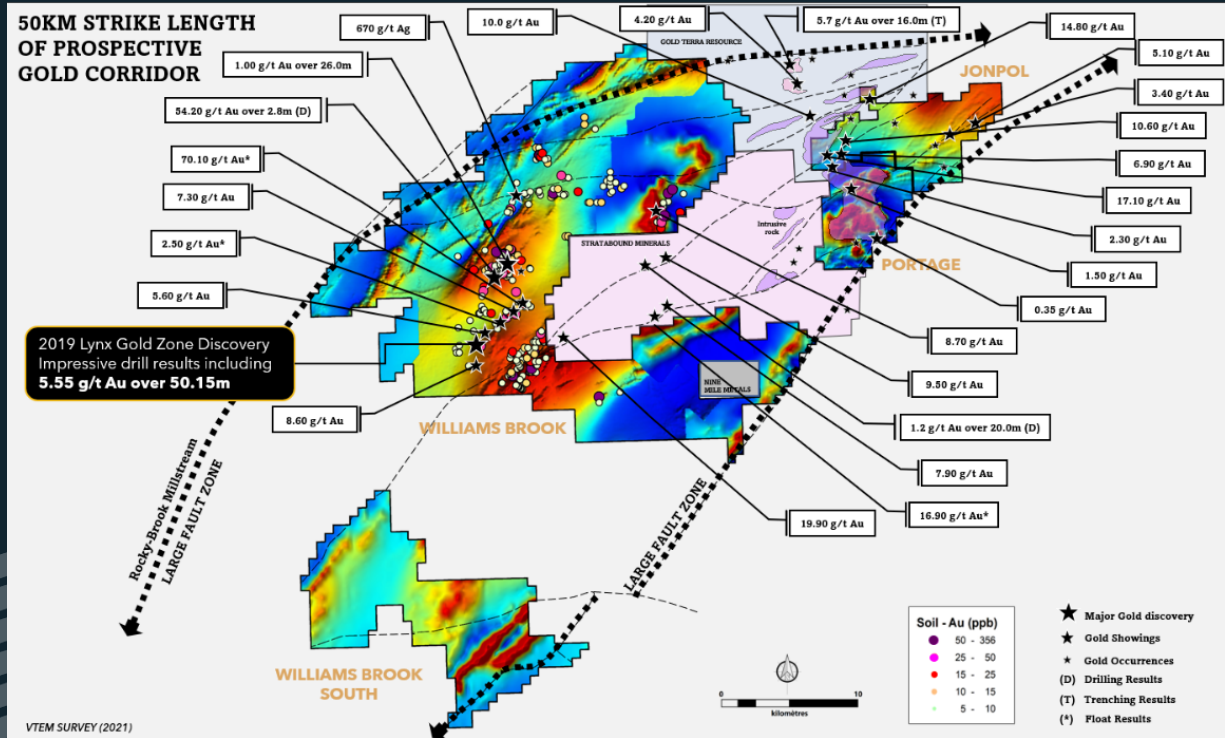 50KM STRIKE LENGTH
OF PROSPECTIVE
GOLD CORRIDOR
670 g/t Ag
10.0 g/t Au
4.20 g/t Au
5.7 g/t Au over 16.0m (T)
14.80 g/t Au
5.10 g/t Au
3.40 g/t Au
10.60 g/t Au
6.90 g/t Au
17.10 g/t Au
2.30 g/t Au
1.50 g/t Au
0.35 g/t Au
8.70 g/t Au
9.50 g/t Au
1.2 g/t Au over 20.0m (D)
7.90 g/t Au
16.90 g/t Au*
19.90 g/t Au
1.00 g/t Au over 26.0m
54.20 g/t Au over 2.8m (D)
70.10 g/t Au*
7.30 g/t Au
2.50 g/t Au*
5.60 g/t Au
2019 Lynx Gold Zone Discovery
Impressive drill results including
5.55 g/t Au over 50.15m
8.60 g/t Au
GOLD TERRA RESOURCE
JONPOL
Intrusive
rock
STRATABOUND MINERALS
PORTAGE
NINE
MILE METALS
WILLIAMS BROOK
Rocky-Brook Millstream
LARGE FAULT ZONE
LARGE FAULT ZONE
WILLIAMS BROOK
SOUTH
VTEM SURVEY (2021)
0 10
kilomètres
Soil - Au (ppb)
50 - 356
25 - 50
15 - 25
10 - 15
5 - 10
Major Gold discovery
Gold Showings
Gold Occurrences
(D) Drilling Results
(T) Trenching Results
(*) Float Results